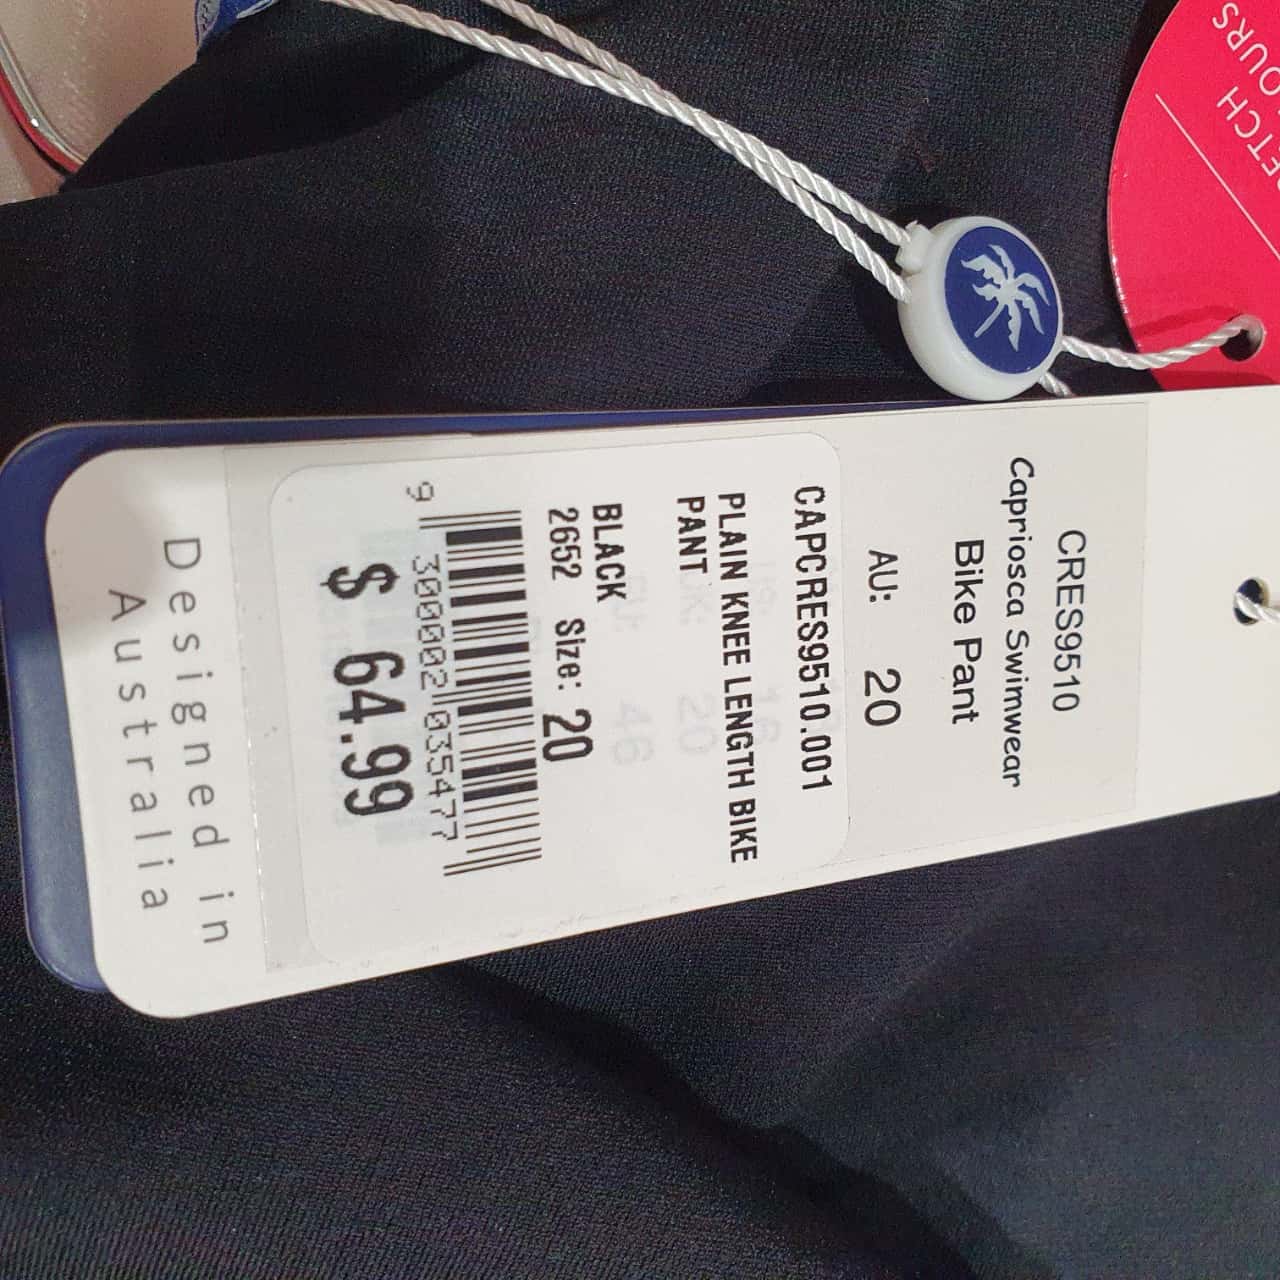 CRES9510
Capriosca Swimwear
Bike Pant
AU: 20
CAPCRES9510.001
PLAIN KNEE LENGTH BIKE
PANT
BLACK
2652 Size: 20
9 300002 035477
$ 64.99
Designed in
Australia